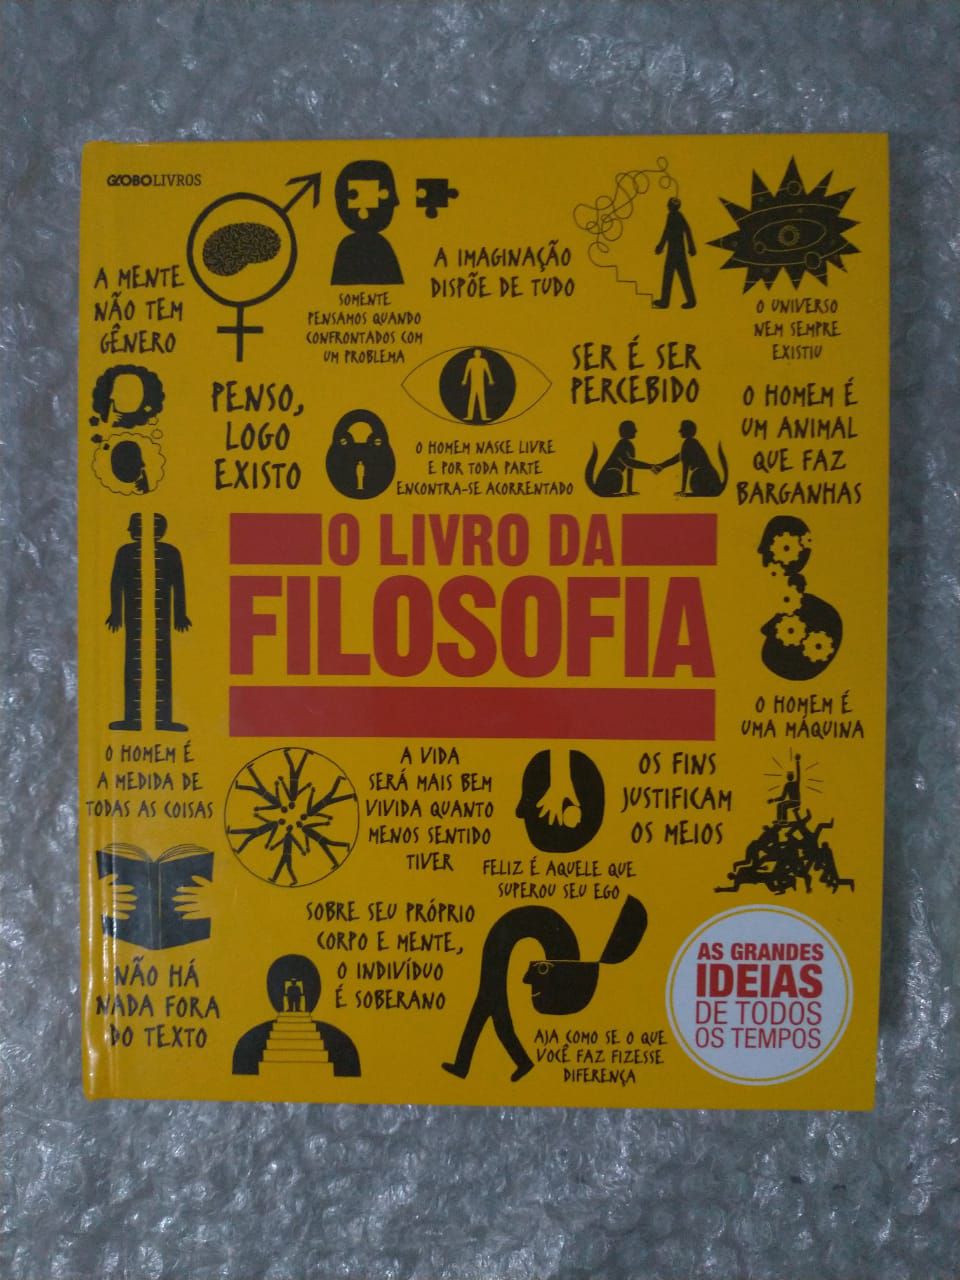 GLOBOLIVROS
A MENTE
NÃO TEM
GÊNERO
SOMENTE
PENSAMOS QUANDO
CONFRONTADOS COM
UM PROBLEMA
A IMAGINAÇÃO
DISPÕE DE TUDO
O UNIVERSO
NEM SEMPRE
EXISTIU
PENSO,
LOGO
EXISTO
O HOMEM NASCE LIVRE
E POR TODA PARTE
ENCONTRA-SE ACORRENTADO
SER É SER
PERCEBIDO
O HOMEM É
UM ANIMAL
QUE FAZ
BARGANHAS
O LIVRO DA
FILOSOFIA
O HOMEM É
UMA MÁQUINA
O HOMEM É
A MEDIDA DE
TODAS AS COISAS
A VIDA
SERÁ MAIS BEM
VIVIDA QUANTO
MENOS SENTIDO
TIVER
FELIZ É AQUELE QUE
SUPEROU SEU EGO
OS FINS
JUSTIFICAM
OS MEIOS
NÃO HÁ
NADA FORA
DO TEXTO
SOBRE SEU PRÓPRIO
CORPO E MENTE,
O INDIVÍDUO
É SOBERANO
AJA COMO SE O QUE
VOCÊ FAZ FIZESSE
DIFERENÇA
AS GRANDES
IDEIAS
DE TODOS
OS TEMPOS